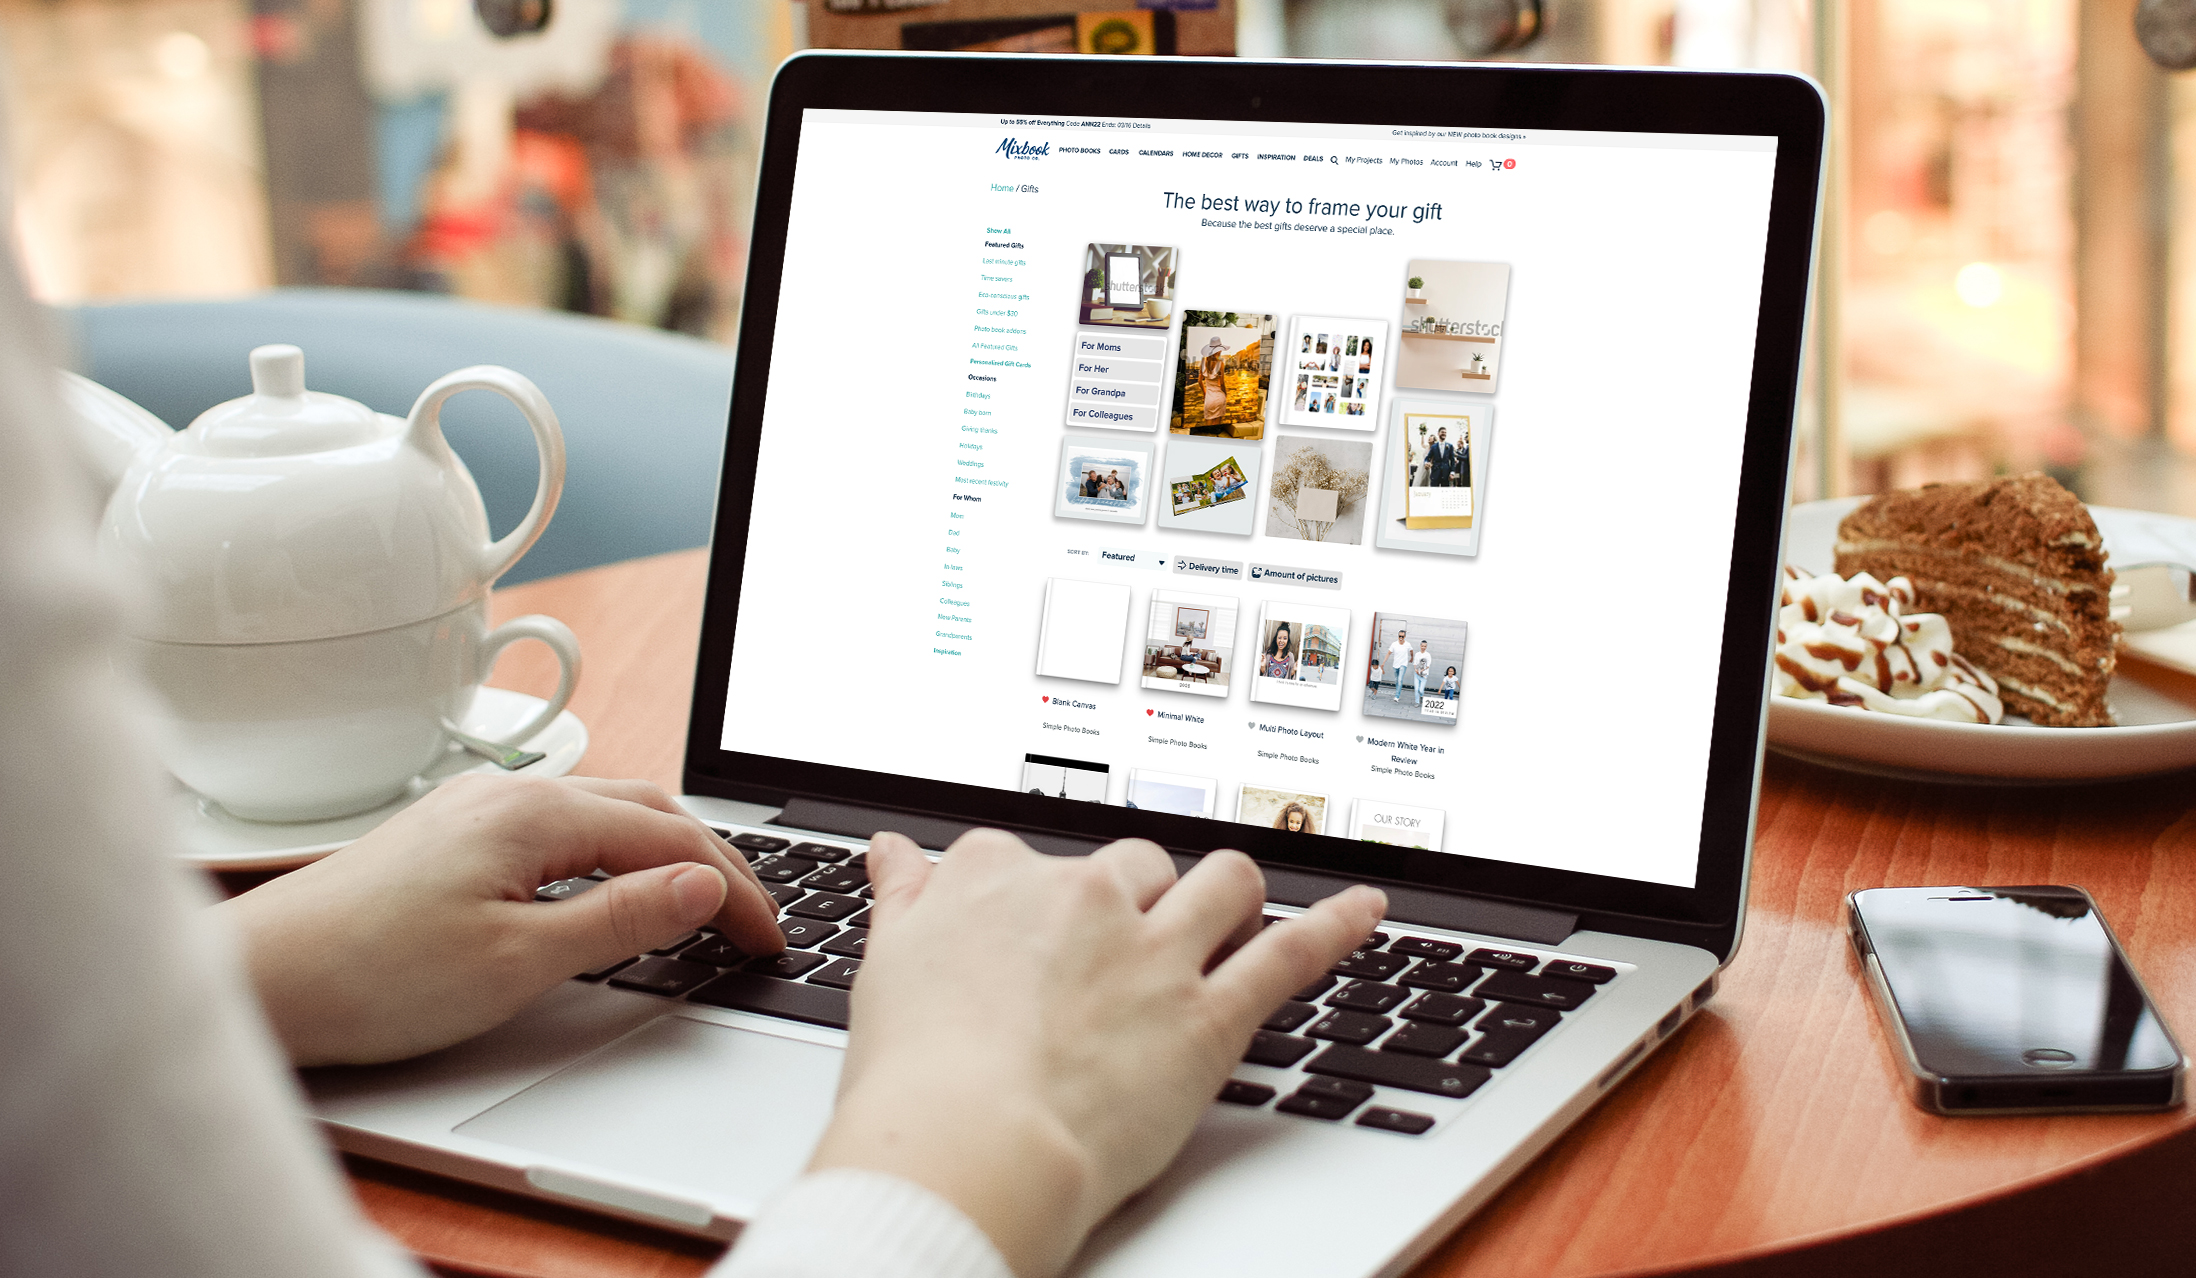 Up to 55% off Everything Code ANN22 Ends: 03/16 Details
Get inspired by our NEW photo book designs »
Mixbook
PHOTO CO.
PHOTO BOOKS CARDS CALENDARS HOME DECOR GIFTS INSPIRATION DEALS My Projects My Photos Account Help 0
Home / Gifts
The best way to frame your gift
Because the best gifts deserve a special place.
Show All
Featured Gifts
Last minute gifts
Time savers
Eco-conscious gifts
Gifts under $30
Photo book addons
All Featured Gifts
Personalized Gift Cards
Occasions
Birthdays
Baby born
Giving thanks
Holidays
Weddings
Most recent festivity
For Whom
Mom
Dad
Baby
In laws
Siblings
Colleagues
New Parents
Grandparents
Inspiration
shutterstock
For Moms
For Her
For Grandpa
For Colleagues
shutterstock
January
SORT BY: Featured Delivery time Amount of pictures
2022
Blank Canvas
Simple Photo Books
Minimal White
Simple Photo Books
Multi Photo Layout
Simple Photo Books
Modern White Year in
Review
Simple Photo Books
OUR STORY
E
D
X
C
V